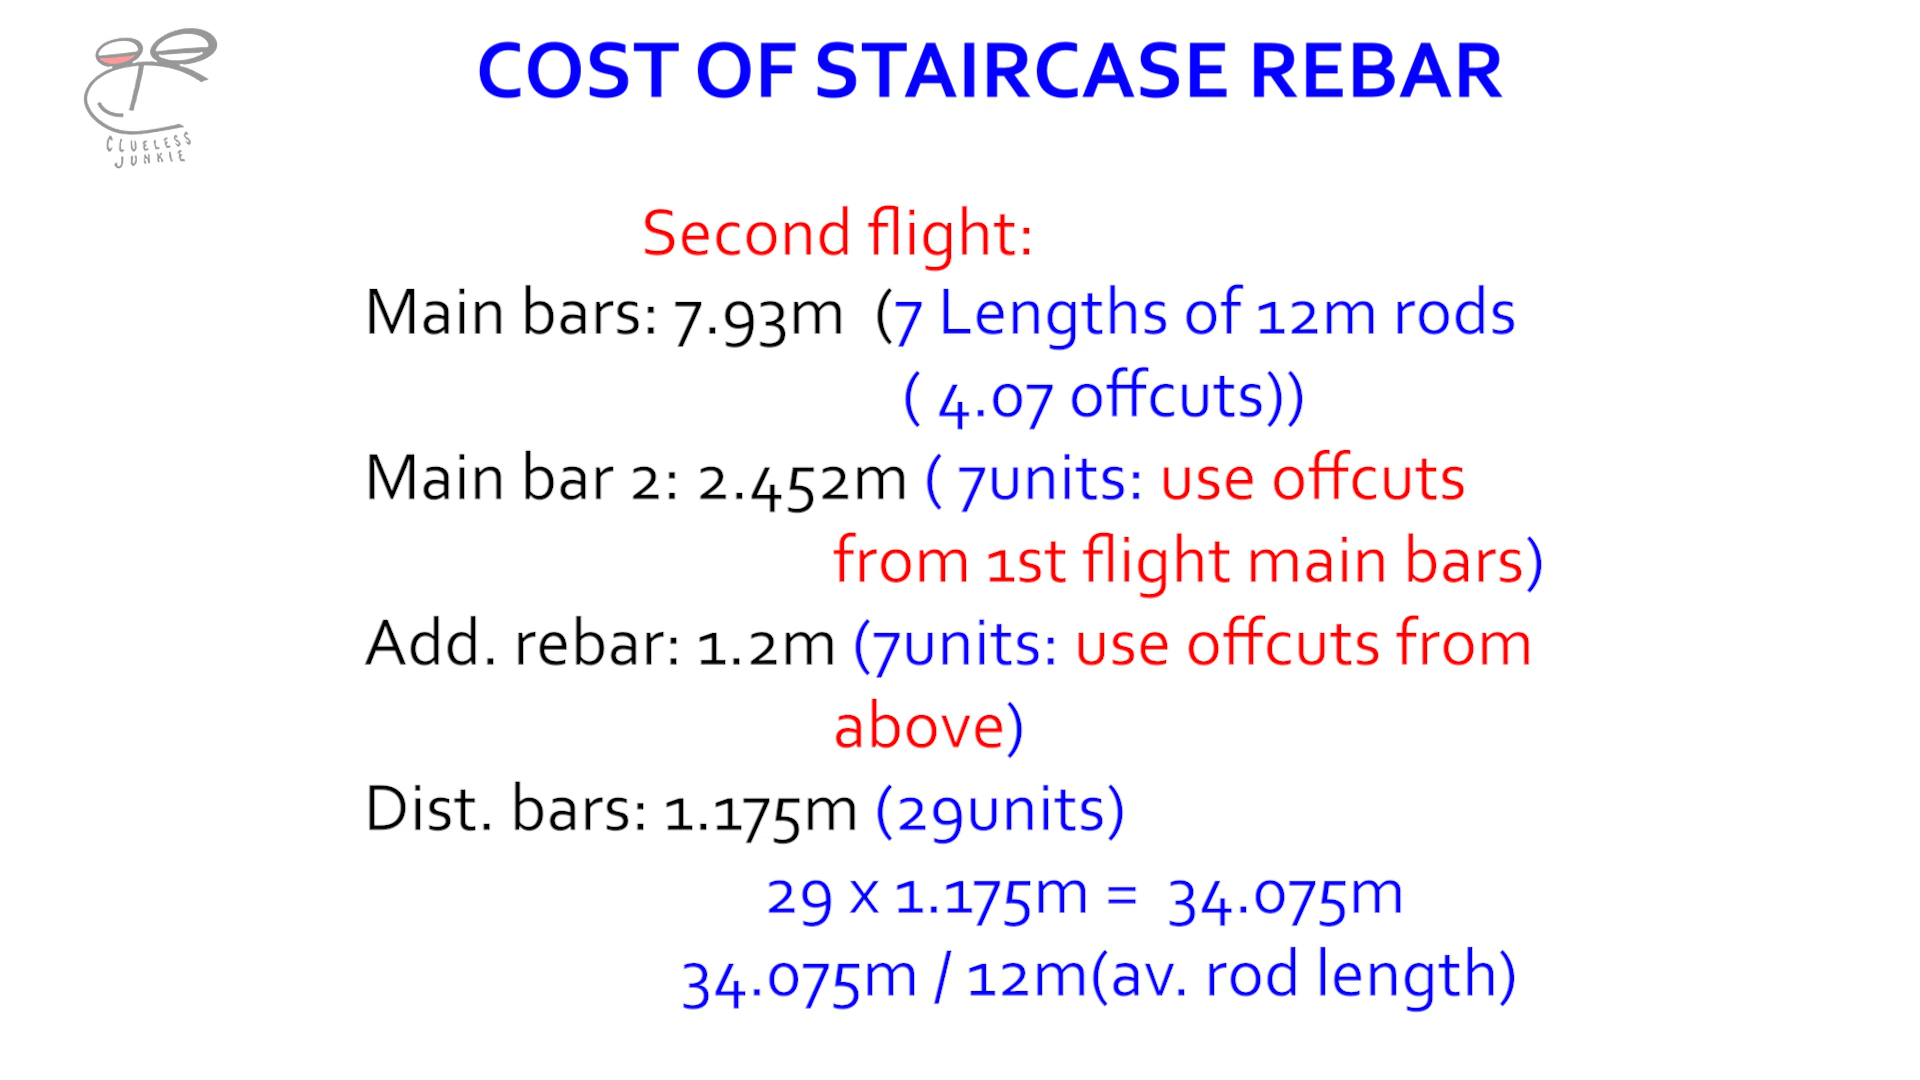 CLUELESS
JUNKIE
COST OF STAIRCASE REBAR
Second flight:
Main bars: 7.93m (7 Lengths of 12m rods
( 4.07 offcuts))
Main bar 2: 2.452m ( 7units: use offcuts
from 1st flight main bars)
Add. rebar: 1.2m (7units: use offcuts from
above)
Dist. bars: 1.175m (29units)
29 x 1.175m = 34.075m
34.075m / 12m(av. rod length)